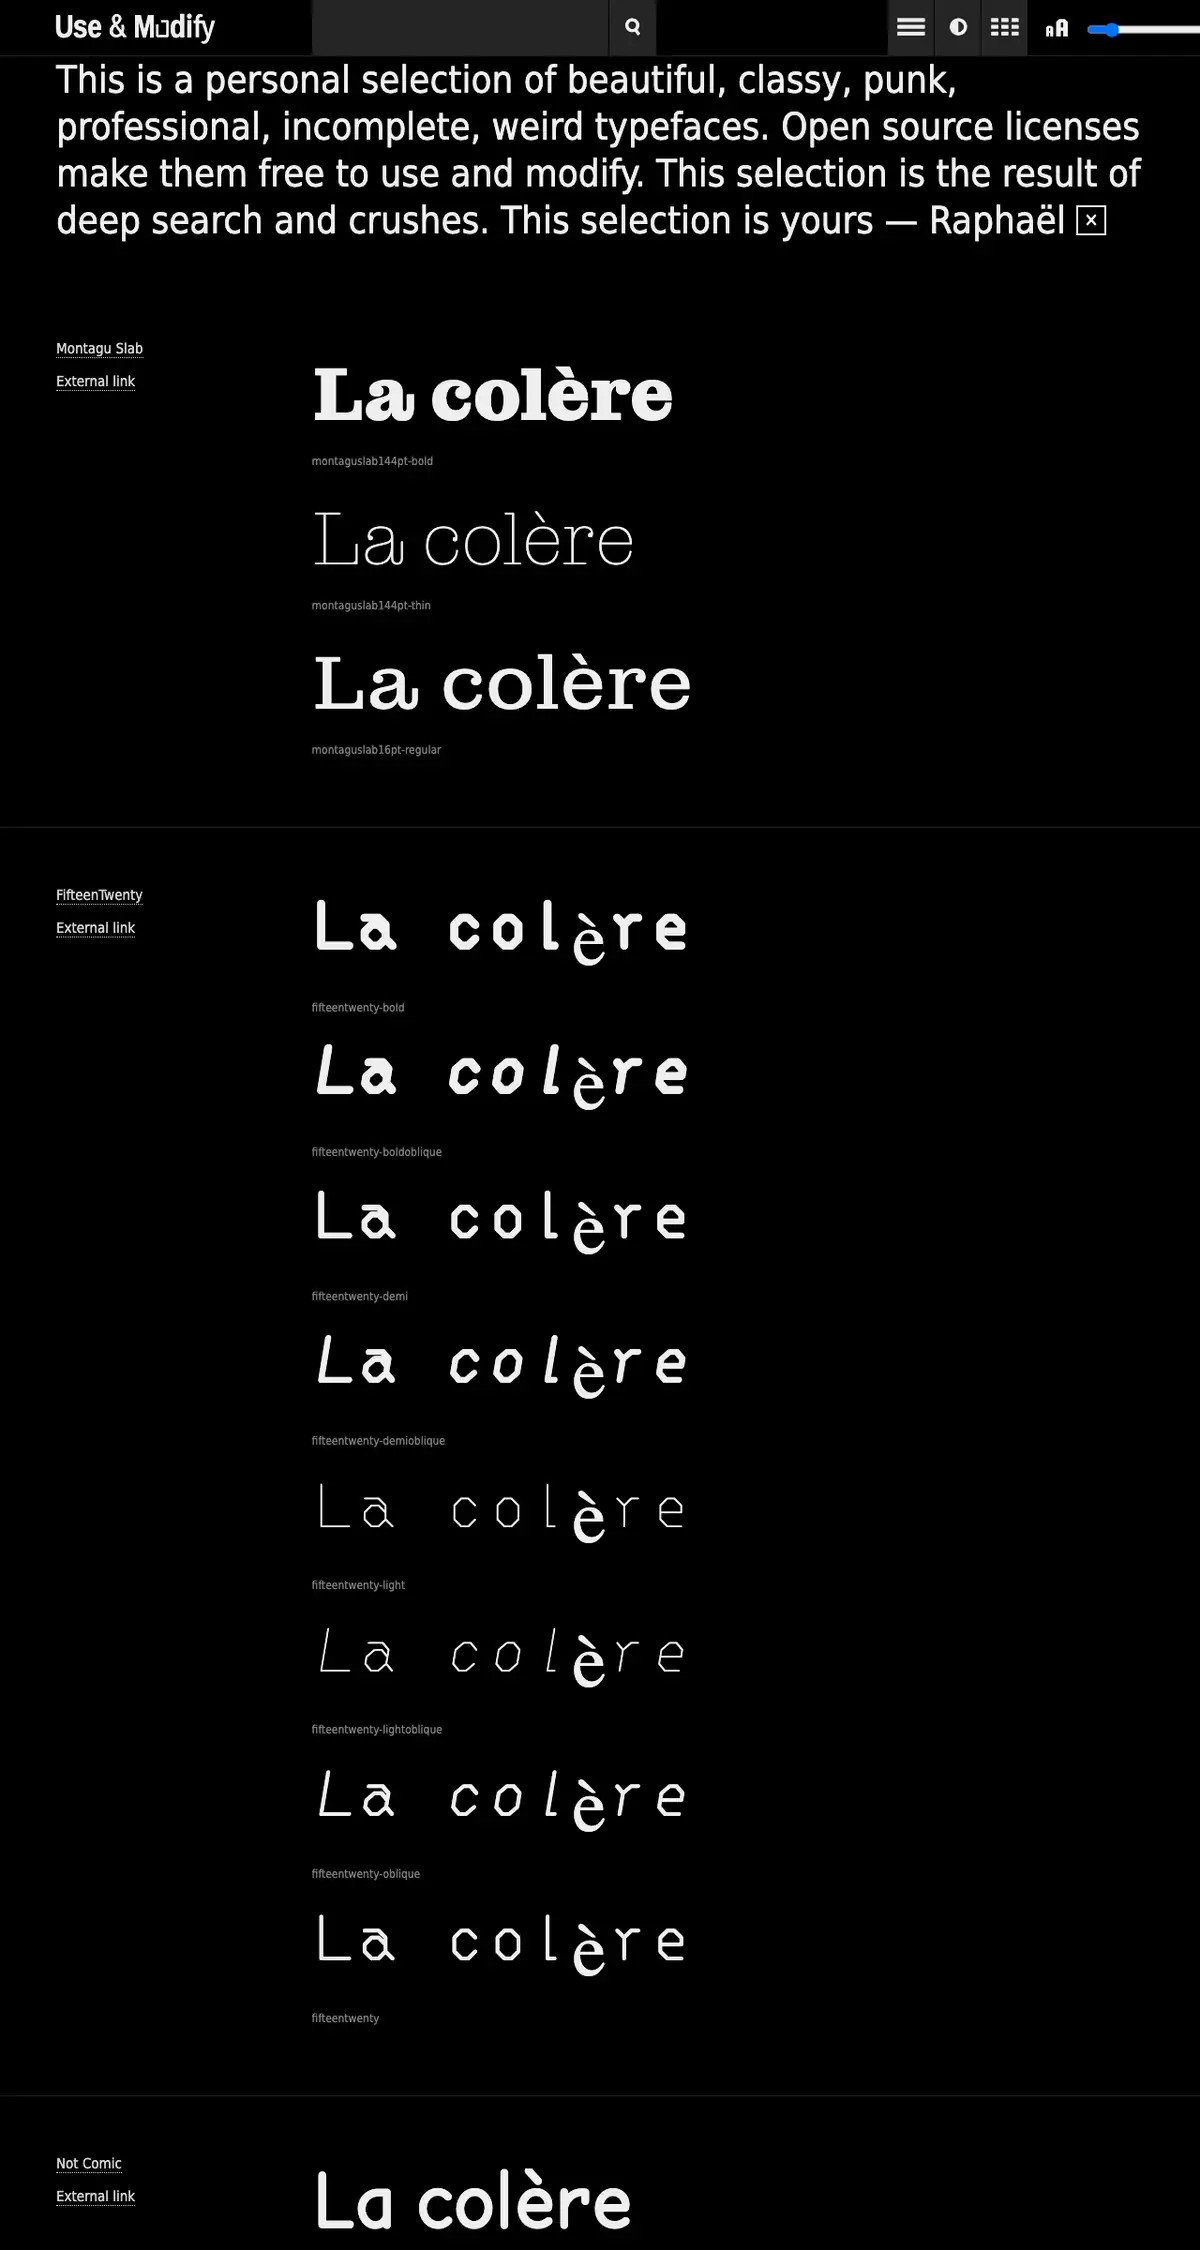 Use & Modify
This is a personal selection of beautiful, classy, punk,
professional, incomplete, weird typefaces. Open source licenses
make them free to use and modify. This selection is the result of
deep search and crushes. This selection is yours — Raphaël
Montagu Slab
External link
La colère
montaguslab144pt-bold
La colère
montaguslab144pt-thin
La colère
montaguslab16pt-regular
FifteenTwenty
External link
La colère
fifteentwenty-bold
La colère
fifteentwenty-boldoblique
La colère
fifteentwenty-demi
La colère
fifteentwenty-demioblique
La colère
fifteentwenty-light
La colère
fifteentwenty-lightoblique
La colère
fifteentwenty-oblique
La colère
fifteentwenty
Not Comic
External link
La colère